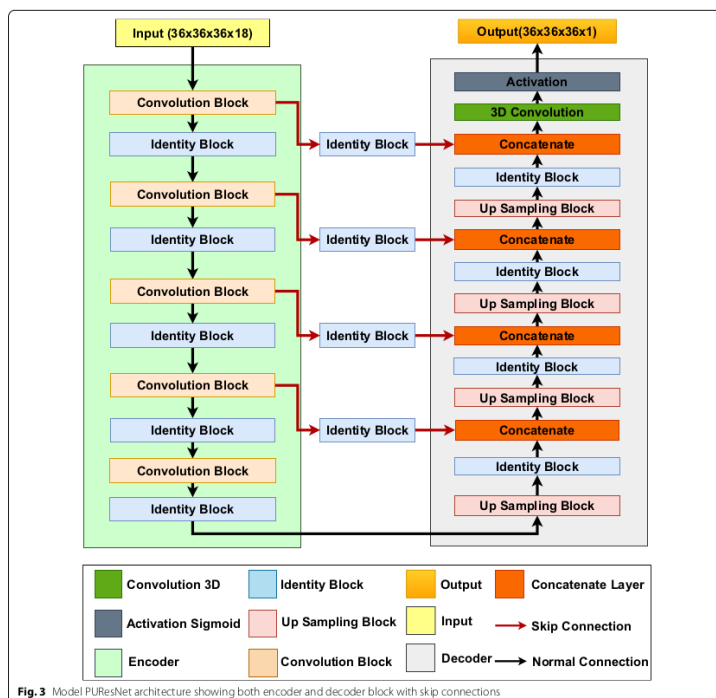 Input (36x36x36x18)
Output(36x36x36x1)
Convolution Block
Identity Block
Convolution Block
Identity Block
Convolution Block
Identity Block
Convolution Block
Identity Block
Convolution Block
Identity Block
Identity Block
Identity Block
Identity Block
Identity Block
Activation
3D Convolution
Concatenate
Identity Block
Up Sampling Block
Concatenate
Identity Block
Up Sampling Block
Concatenate
Identity Block
Up Sampling Block
Concatenate
Identity Block
Up Sampling Block
Convolution 3D
Identity Block
Output
Concatenate Layer
Activation Sigmoid
Up Sampling Block
Input
Skip Connection
Encoder
Convolution Block
Decoder
Normal Connection
Fig. 3 Model PUResNet architecture showing both encoder and decoder block with skip connections